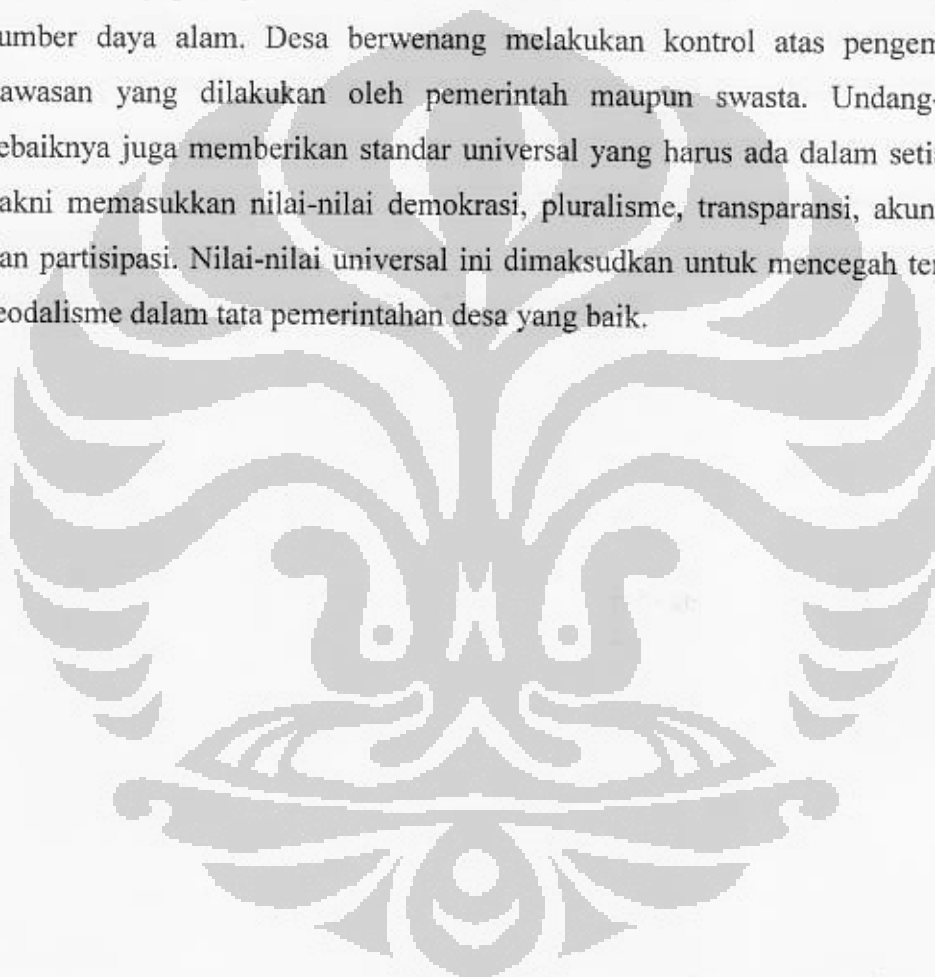 umber daya alam. Desa berwenang melakukan kontrol atas pengem
awasan yang dilakukan oleh pemerintah maupun swasta. Undang-
ebaiknya juga memberikan standar universal yang harus ada dalam seti
akni memasukkan nilai-nilai demokrasi, pluralisme, transparansi, akun
an partisipasi. Nilai-nilai universal ini dimaksudkan untuk mencegah ter
eodalisme dalam tata pemerintahan desa yang baik.